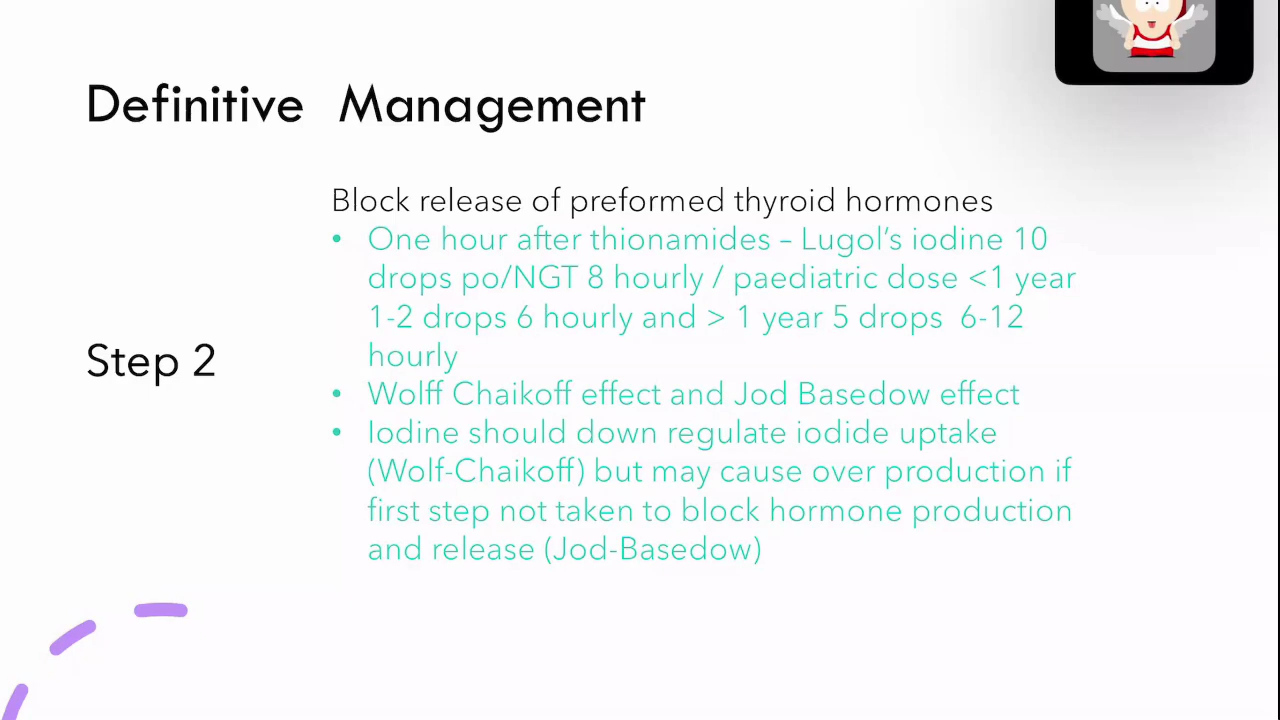 Definitive Management
Block release of preformed thyroid hormones
• One hour after thionamides – Lugol's iodine 10
drops po/NGT 8 hourly / paediatric dose <1 year
1-2 drops 6 hourly and > 1 year 5 drops 6-12
hourly
Step 2
• Wolff Chaikoff effect and Jod Basedow effect
• Iodine should down regulate iodide uptake
(Wolf-Chaikoff) but may cause over production if
first step not taken to block hormone production
and release (Jod-Basedow)